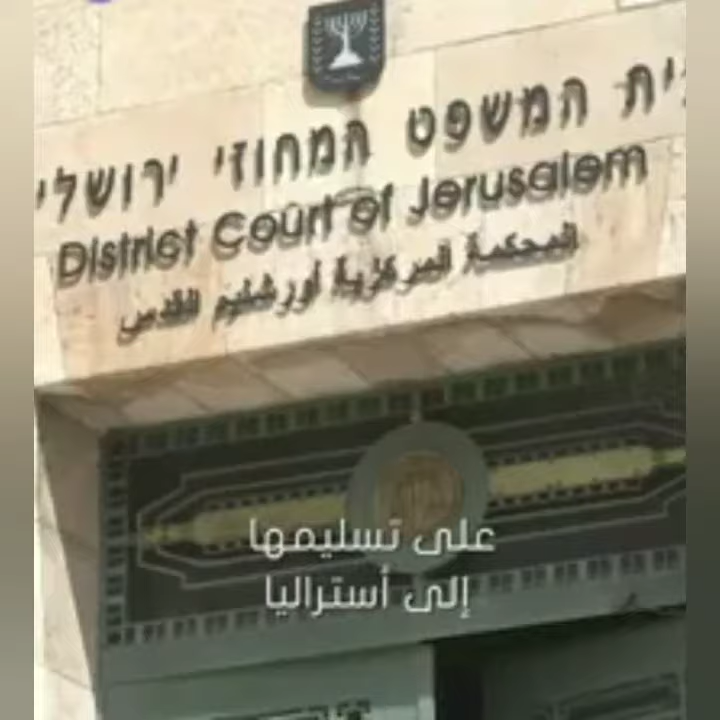 ית המשפט המחוזי ירושלי
District Court of Jerusalem
المحكمة المركزية أورشليم القدس
على تسليمها
إلى أستراليا